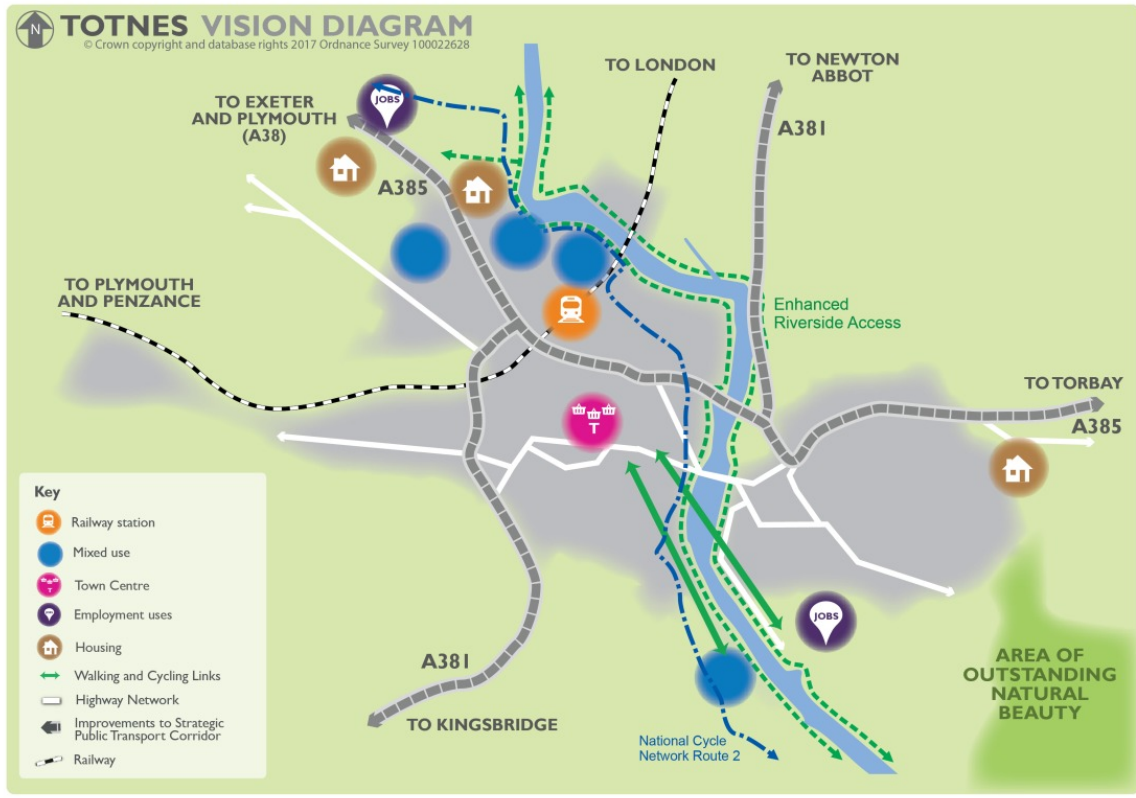 N
TOTNES VISION DIAGRAM
© Crown copyright and database rights 2017 Ordnance Survey 100022628
TO LONDON
TO NEWTON
ABBOT
JOBS
TO EXETER
AND PLYMOUTH
(A38)
A381
A385
TO PLYMOUTH
AND PENZANCE
Enhanced
Riverside Access
TO TORBAY
A385
T
Key
Railway station
Mixed use
T
Town Centre
Employment uses
Housing
Walking and Cycling Links
Highway Network
Improvements to Strategic
Public Transport Corridor
Railway
JOBS
A381
TO KINGSBRIDGE
National Cycle
Network Route 2
AREA OF
OUTSTANDING
NATURAL
BEAUTY